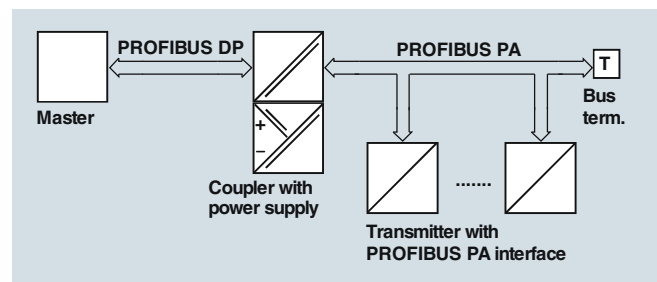 PROFIBUS DP
PROFIBUS PA
T
Master
Bus
term.
+
–
Coupler with
power supply
.......
Transmitter with
PROFIBUS PA interface